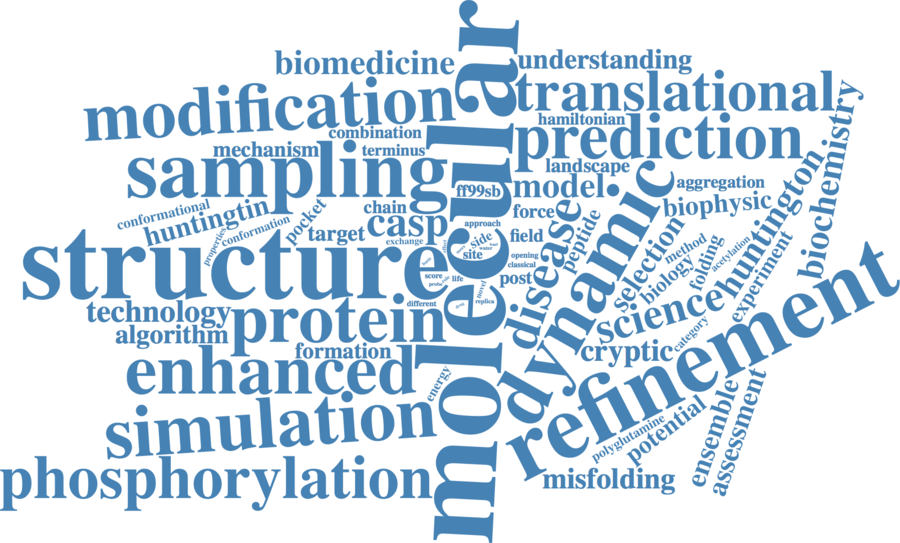 molecular
biomedicine
understanding
modification
translational
combination
hamiltonian
prediction
mechanism
terminus
landscape
sampling
ff99sb
model
dynamic
aggregation
biophysic
biochemistry
huntington
conformational
huntingtin
pocket
chain
casp
approach
force
disease
peptide
properties
conformation
target
exchange
side
water
site
field
selection
method
folding
acetylation
structure
opening
classical
biology
experiment
score
life
probe
post
novel
replica
different
technology
protein
science
category
algorithm
formation
cryptic
refinement
enhanced
energy
simulation
polyglutamine
potential
ensemble
assessment
phosphorylation
misfolding